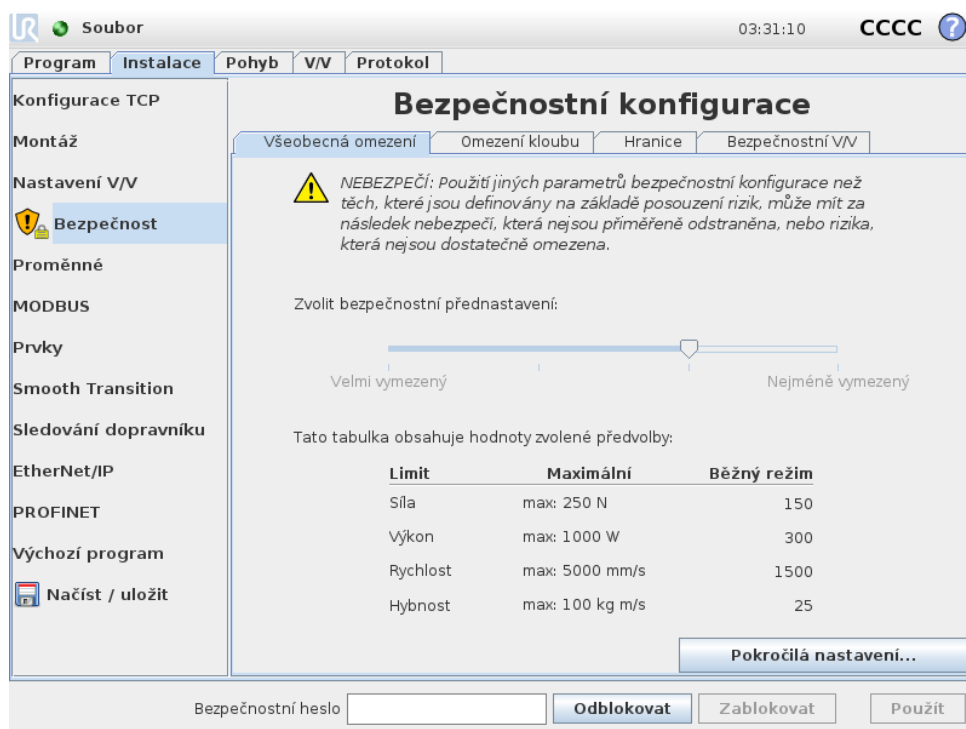 UR Soubor 03:31:10 CCCC ?
Program Instalace Pohyb V/V Protokol
Konfigurace TCP
Montáž
Nastavení V/V
Bezpečnost
Proměnné
MODBUS
Prvky
Smooth Transition
Sledování dopravníku
EtherNet/IP
PROFINET
Výchozí program
Načíst / uložit
Bezpečnostní konfigurace
Všeobecná omezení Omezení kloubu Hranice Bezpečnostní V/V
NEBEZPEČÍ: Použití jiných parametrů bezpečnostní konfigurace než
těch, které jsou definovány na základě posouzení rizik, může mít za
následek nebezpečí, která nejsou přiměřeně odstraněna, nebo rizika,
která nejsou dostatečně omezena.
Zvolit bezpečnostní přednastavení:
Velmi vymezený Nejméně vymezený
Tato tabulka obsahuje hodnoty zvolené předvolby:
Limit Maximální Běžný režim
Síla max: 250 N 150
Výkon max: 1000 W 300
Rychlost max: 5000 mm/s 1500
Hybnost max: 100 kg m/s 25
Pokročilá nastavení...
Bezpečnostní heslo Odblokovat Zablokovat Použít